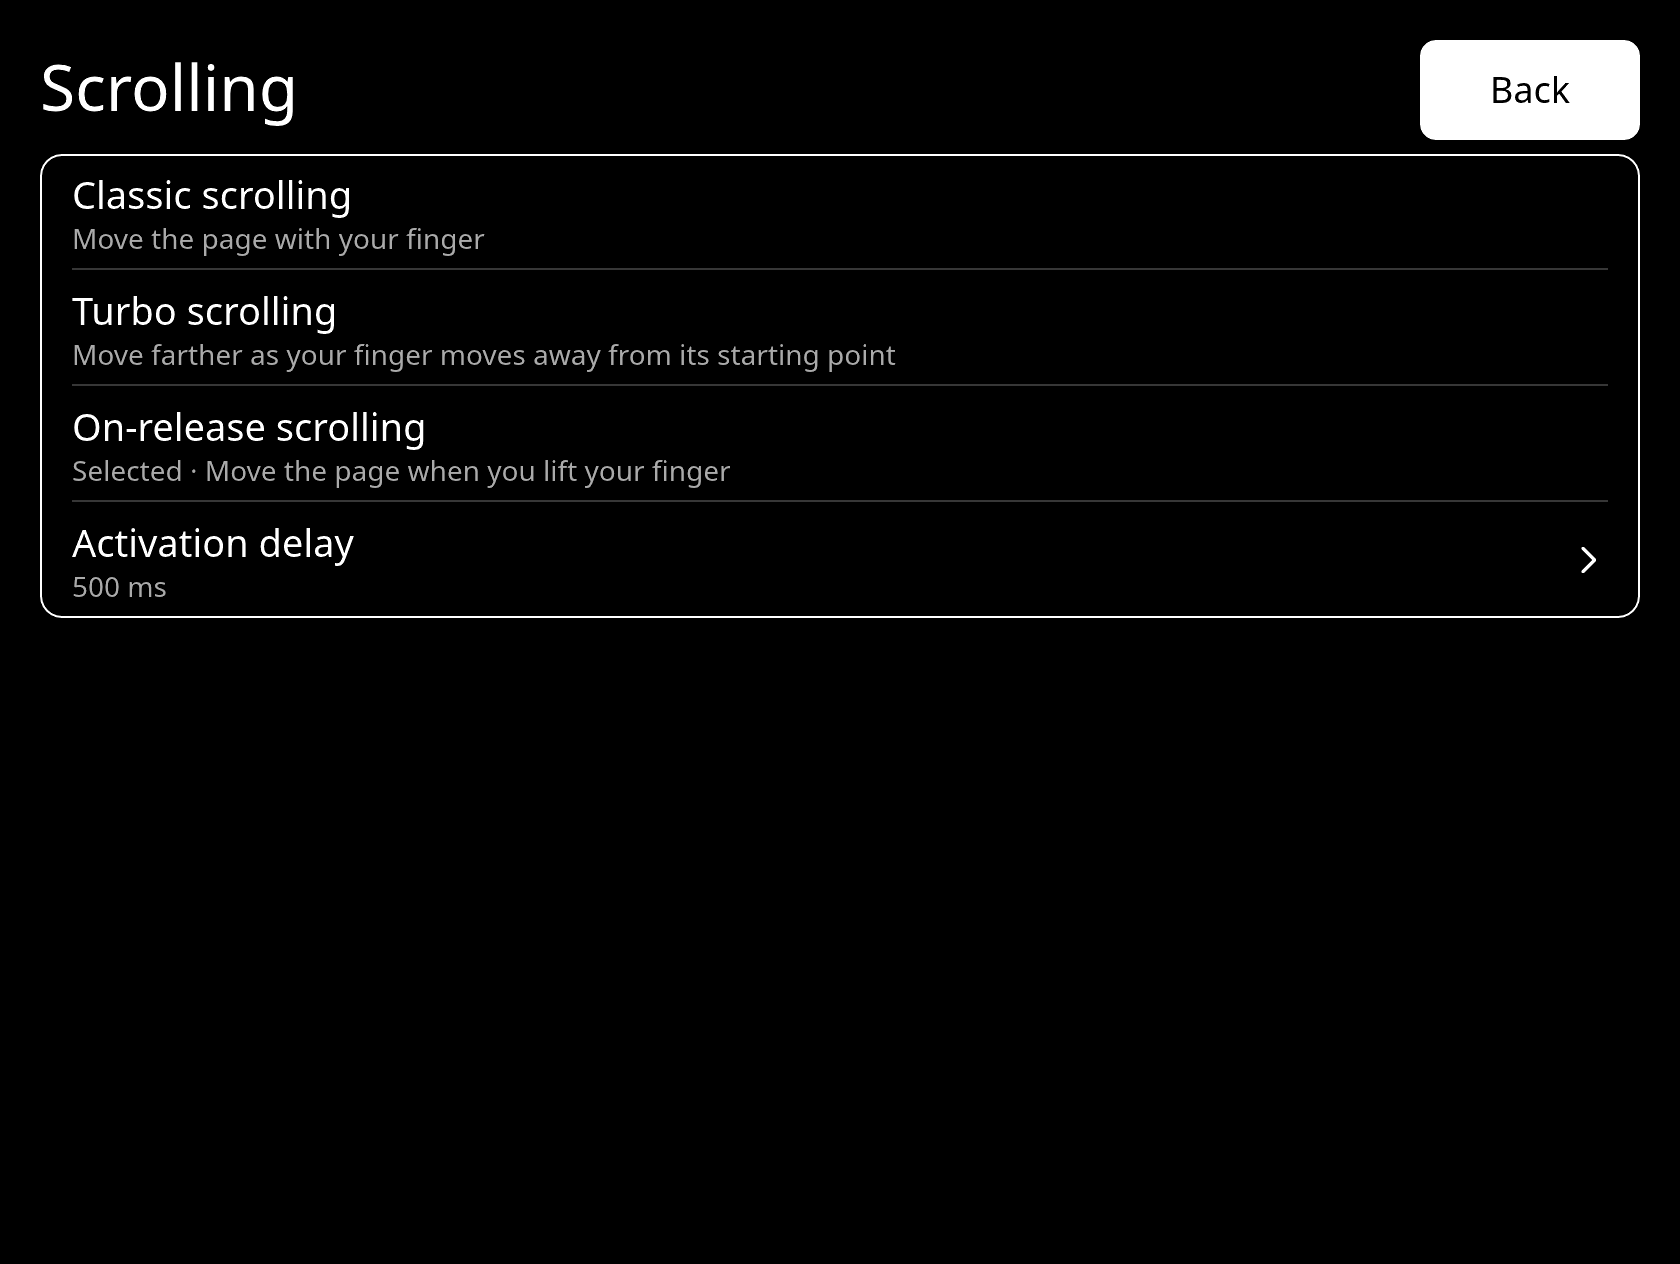 Scrolling
Back
Classic scrolling
Move the page with your finger
Turbo scrolling
Move farther as your finger moves away from its starting point
On-release scrolling
Selected · Move the page when you lift your finger
Activation delay
500 ms